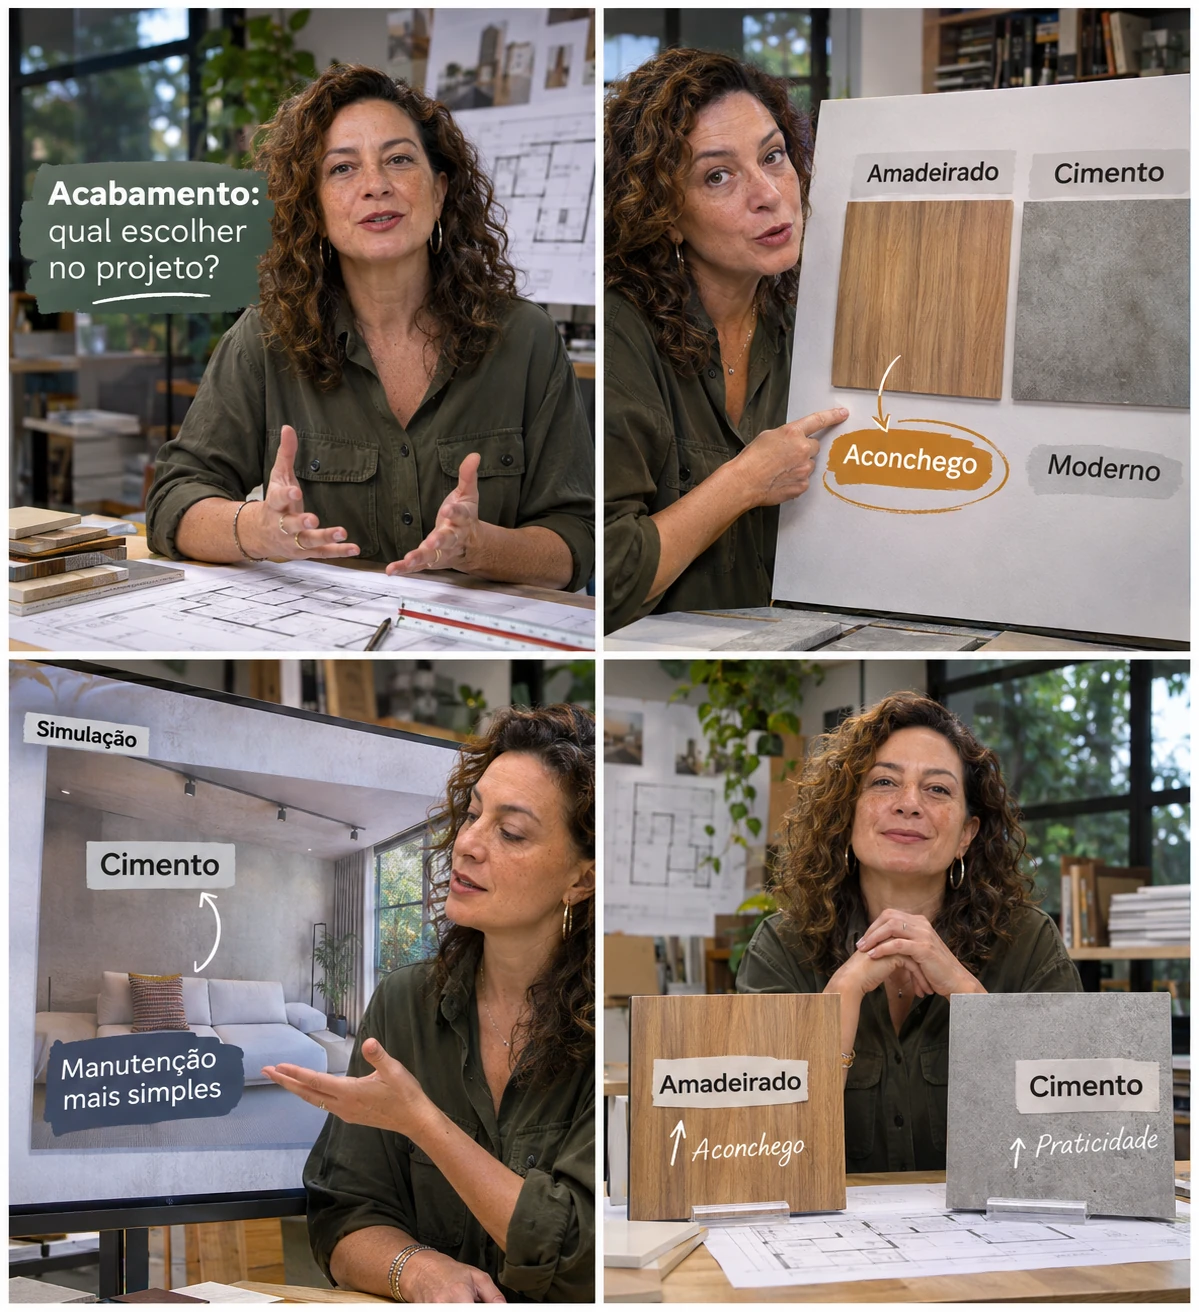 Acabamento:
qual escolher
no projeto?
Amadeirado
Cimento
Aconchego
Moderno
Simulação
Cimento
Manutenção
mais simples
Amadeirado
Aconchego
Cimento
Praticidade